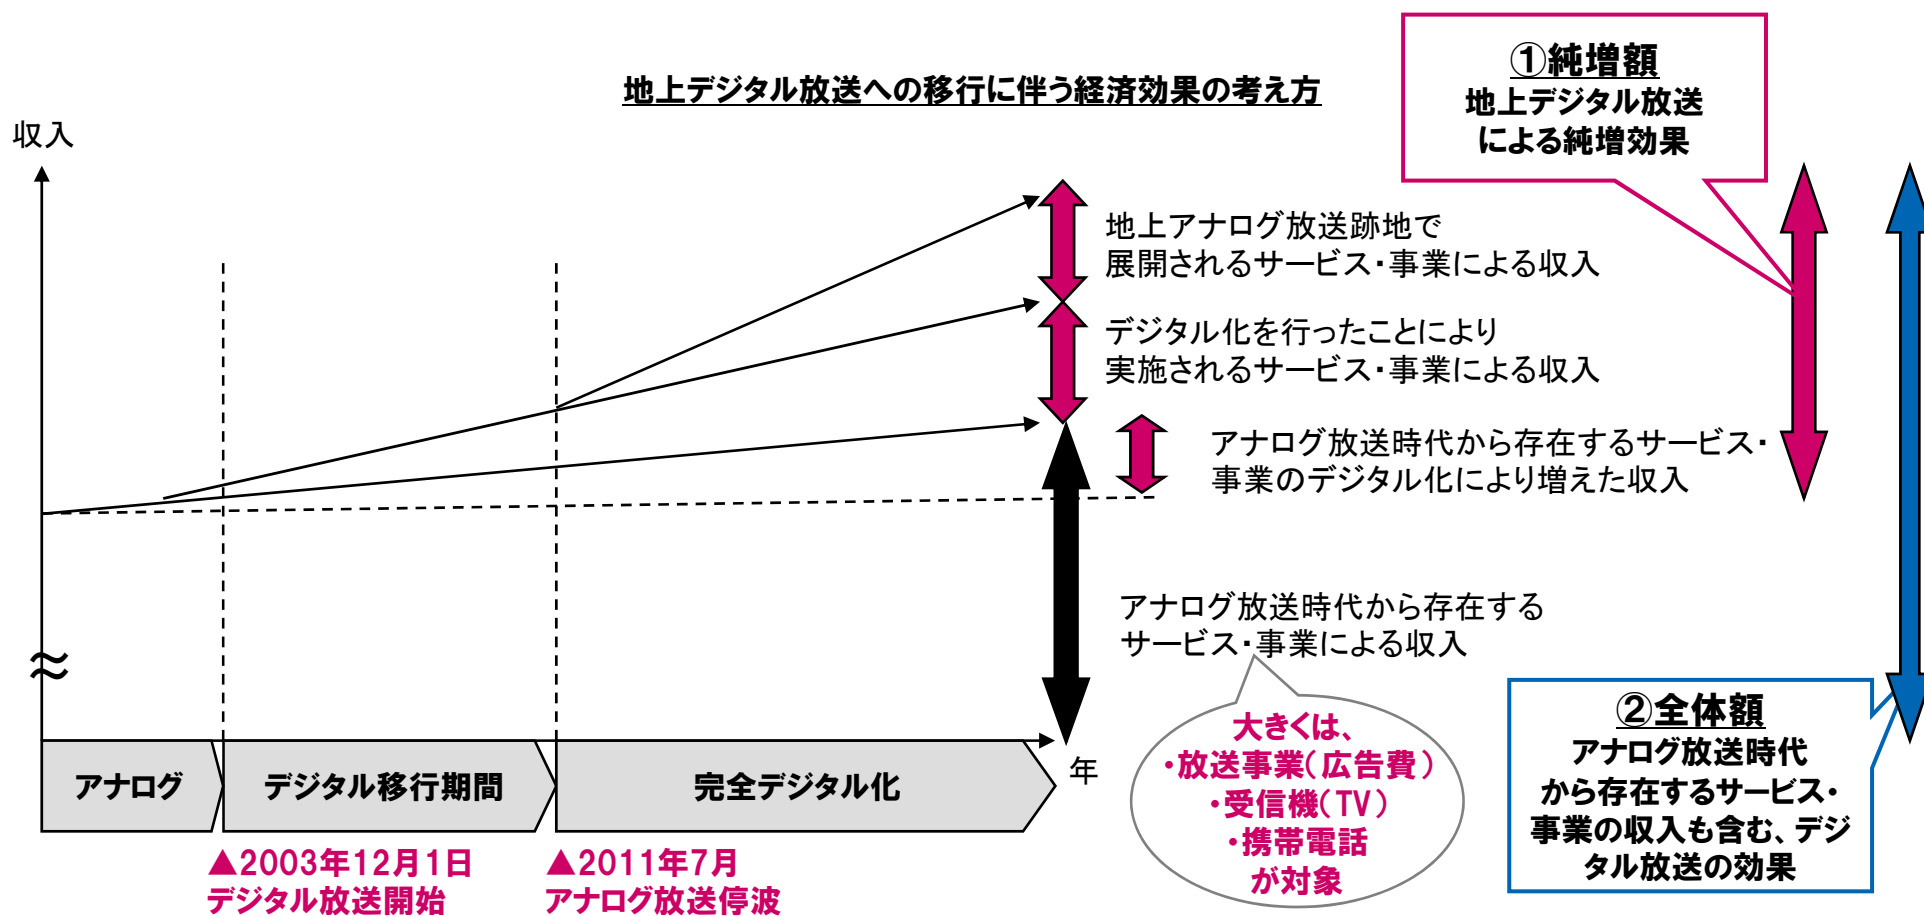 地上デジタル放送への移行に伴う経済効果の考え方
①純増額
地上デジタル放送
による純増効果
収入
地上アナログ放送跡地で
展開されるサービス・事業による収入
デジタル化を行ったことにより
実施されるサービス・事業による収入
アナログ放送時代から存在するサービス・
事業のデジタル化により増えた収入
アナログ放送時代から存在する
サービス・事業による収入
大きくは、
・放送事業(広告費)
・受信機(TV)
・携帯電話
が対象
②全体額
アナログ放送時代
から存在するサービス・
事業の収入も含む、デジ
タル放送の効果
アナログ
デジタル移行期間
完全デジタル化
年
▲2003年12月1日
デジタル放送開始
▲2011年7月
アナログ放送停波